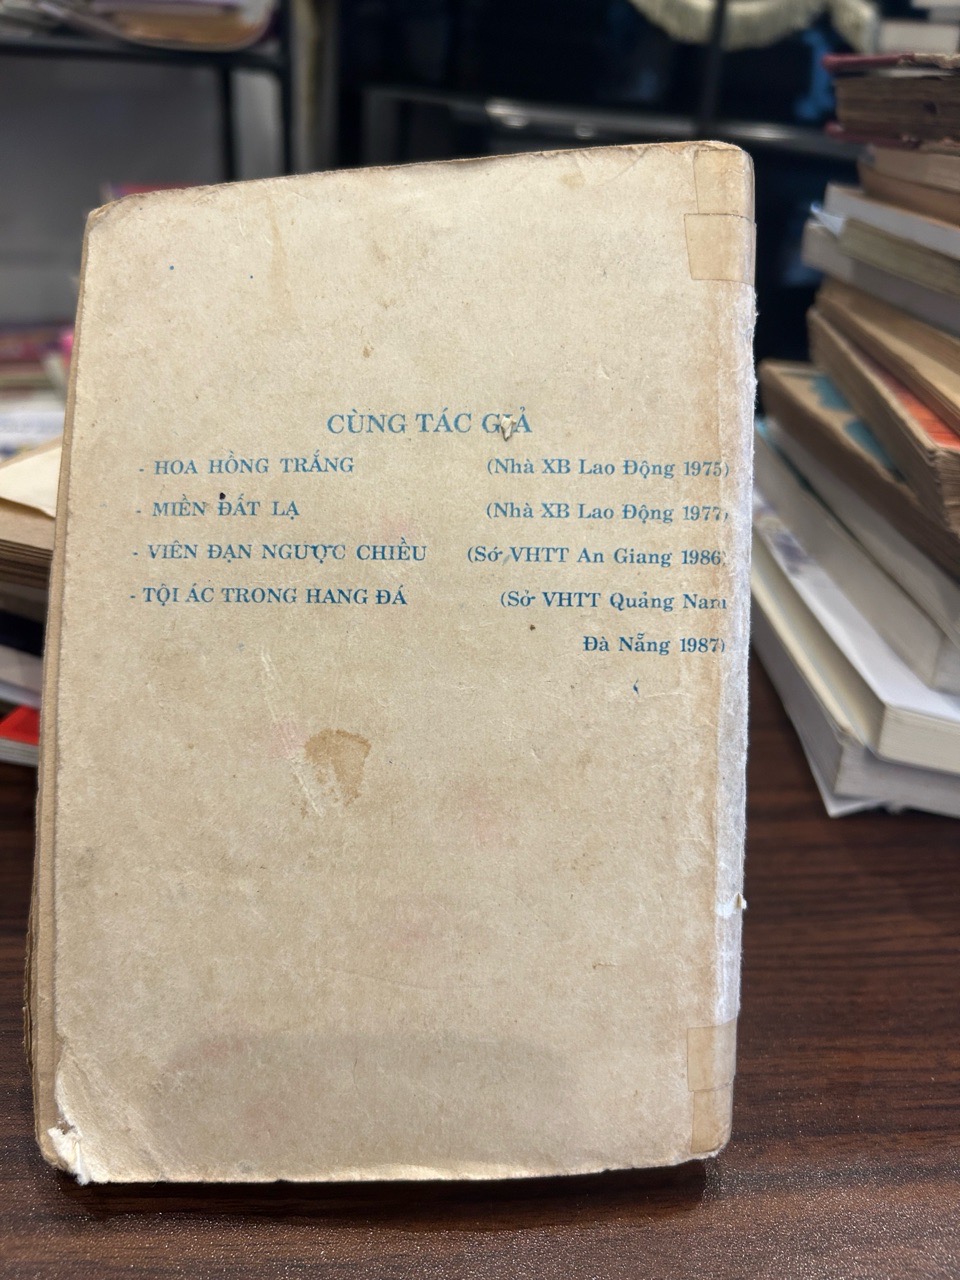 CÙNG TÁC GIẢ
- HOA HỒNG TRẮNG (Nhà XB Lao Động 1975)
- MIỀN ĐẤT LẠ (Nhà XB Lao Động 1977)
- VIÊN ĐẠN NGƯỢC CHIỀU (Sở VHTT An Giang 1986)
- TỘI ÁC TRONG HANG ĐÁ (Sở VHTT Quảng Nam
Đà Nẵng 1987)